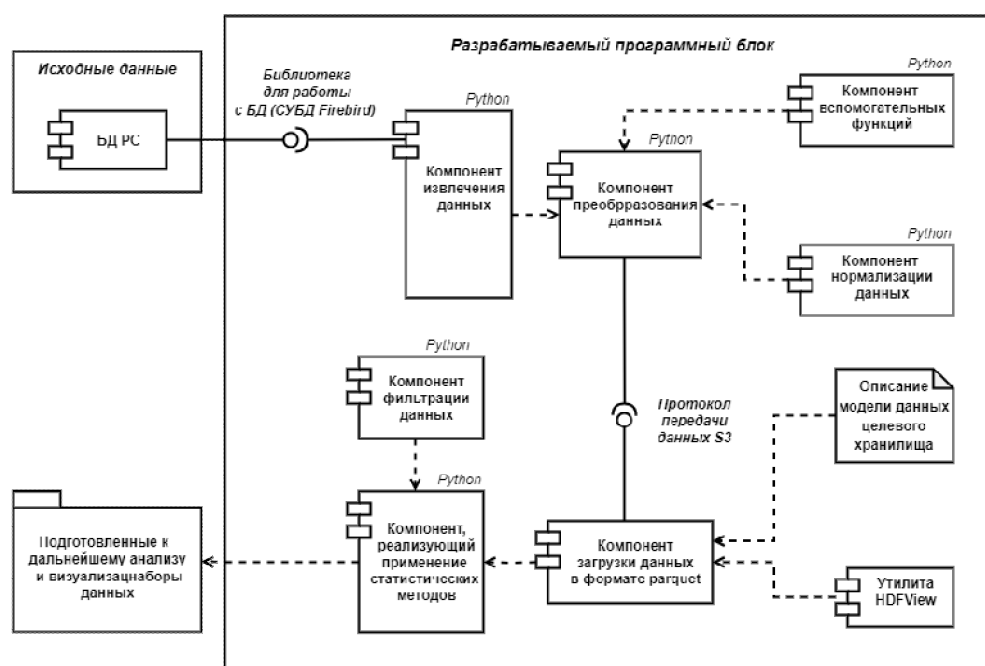 Разрабатываемый программный блок
Исходные данные
БД РС
Библиотека
для работы
с БД (СУБД Firebird)
Python
Компонент
извлечения
данных
Python
Компонент
преобрразования
данных
Python
Компонент
вспомогательных
функций
Python
Компонент
нормализации
данных
Python
Компонент
фильтрации
данных
Протокол
передачи
данных S3
Описание
модели данных
целевого
хранилища
Python
Компонент,
реализующий
применение
статистических
методов
Компонент
загрузки данных
в формате parquet
Утилита
HDFView
Подготовленные к
дальнейшему анализу
и визуализацнаборы
данных